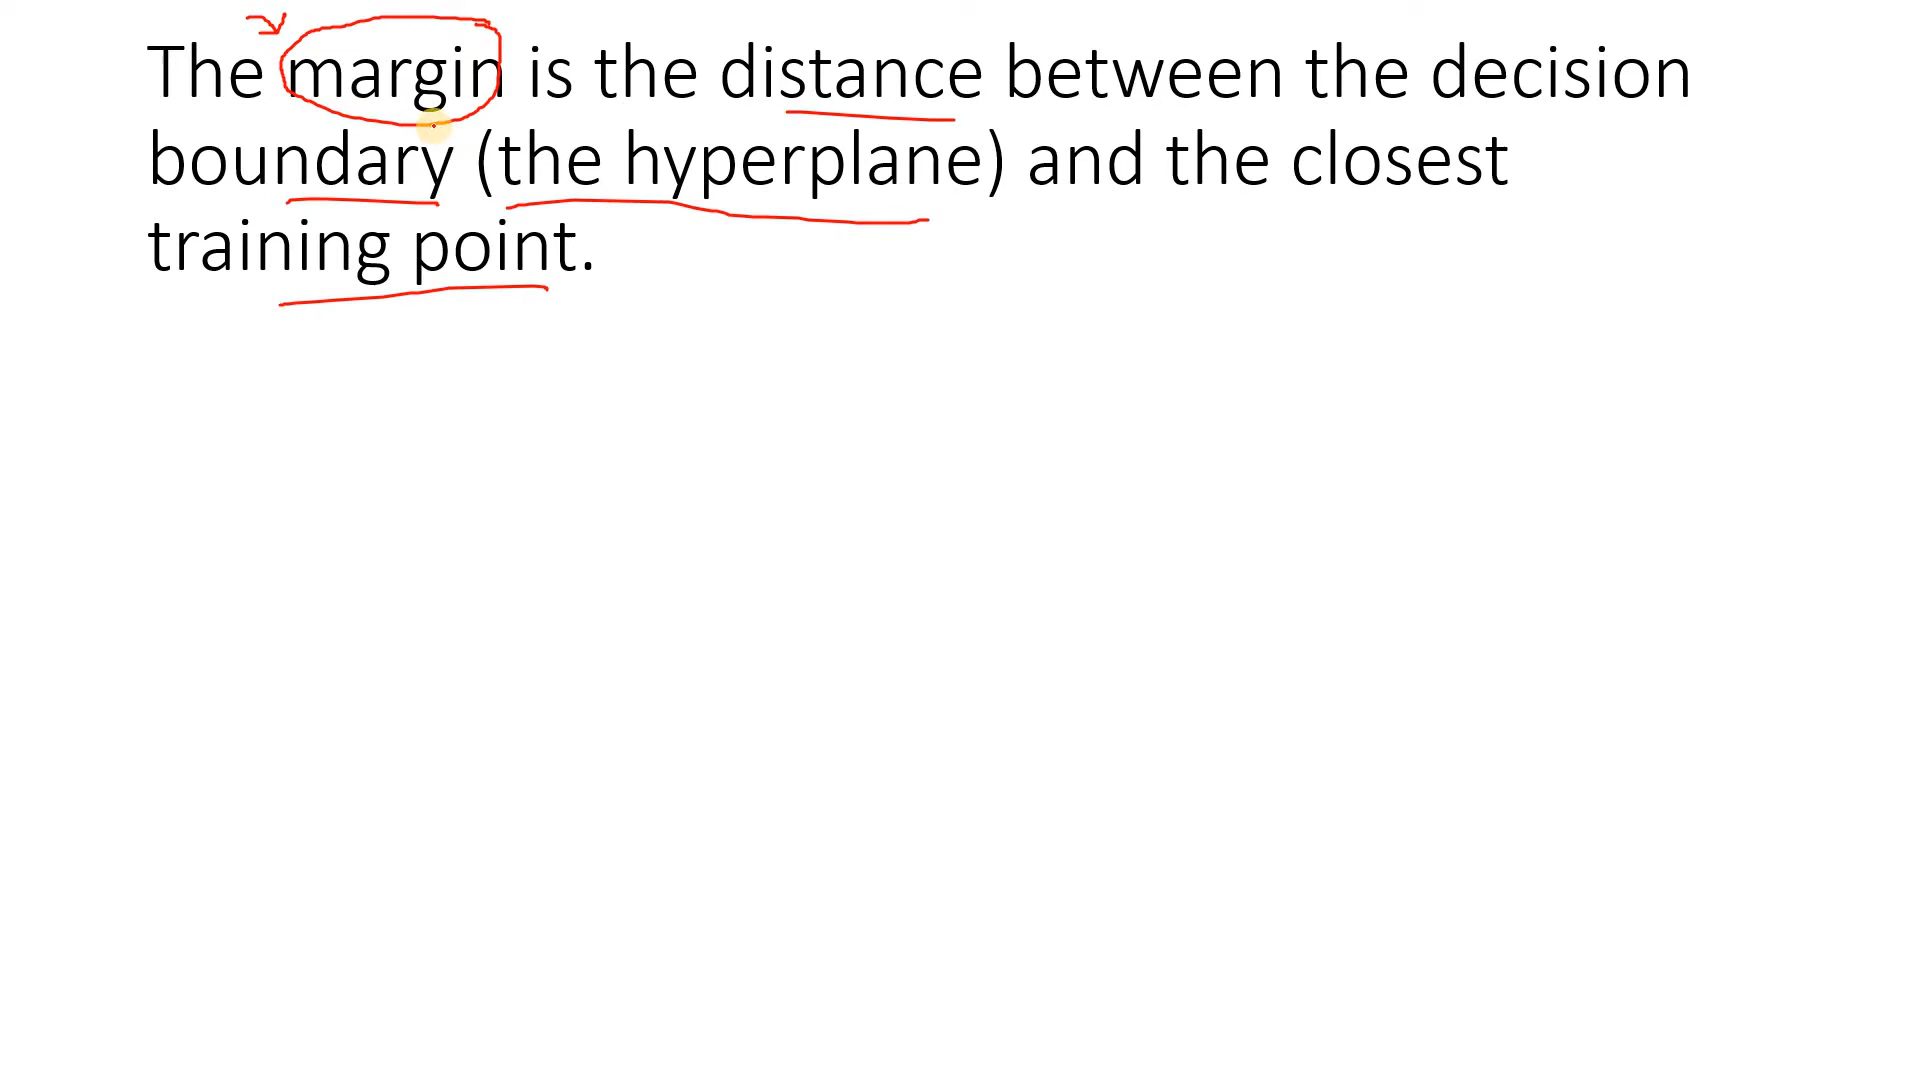 The margin is the distance between the decision
boundary (the hyperplane) and the closest
training point.